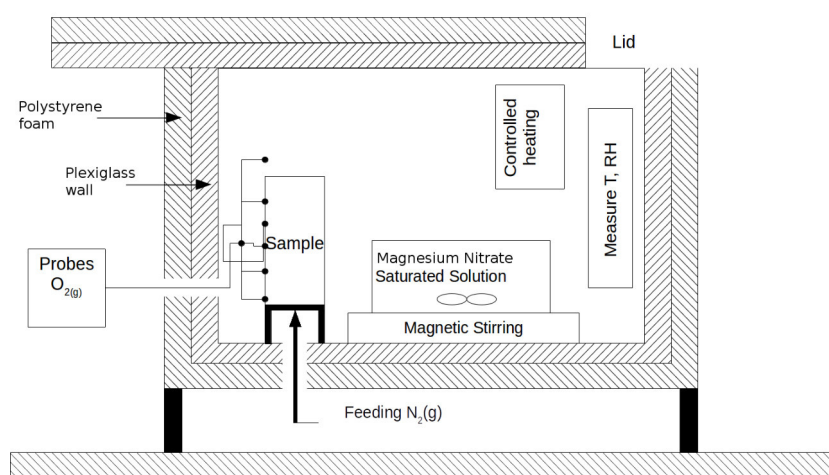 Lid
Polystyrene
foam
Plexiglass
wall
Controlled
heating
Measure T, RH
Sample
Probes
O2(g)
Magnesium Nitrate
Saturated Solution
Magnetic Stirring
Feeding N2(g)